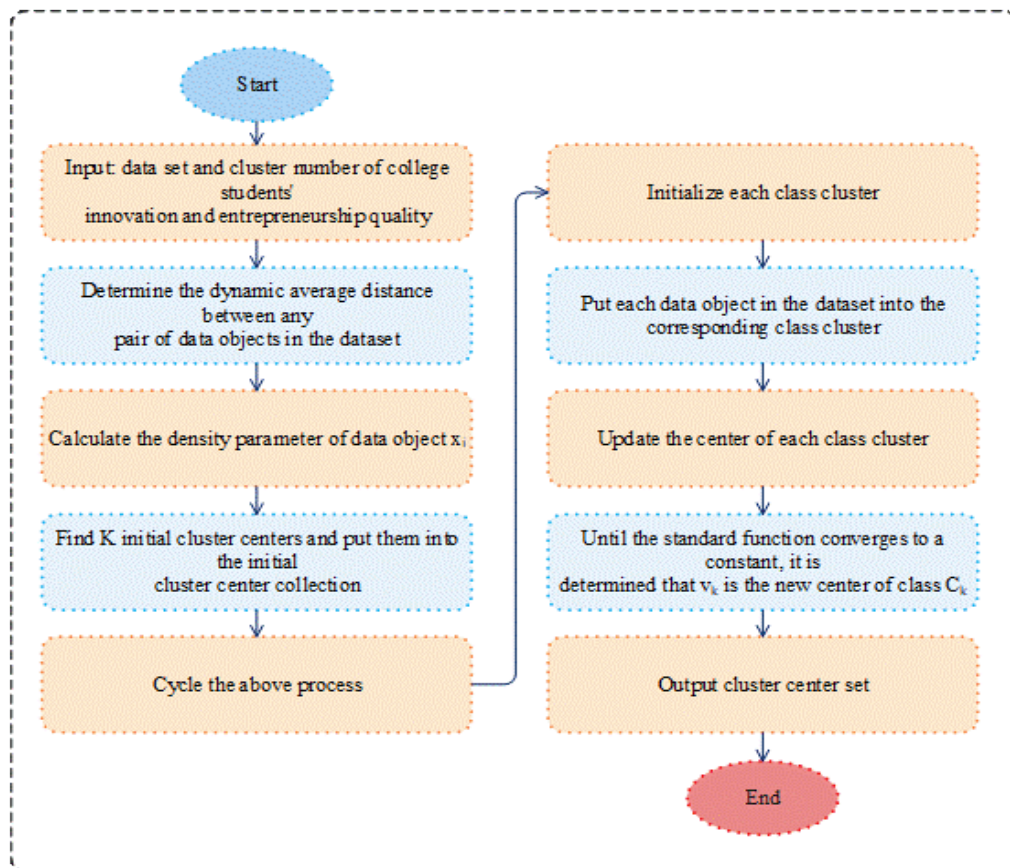 Start
Input: data set and cluster number of college
students'
innovation and entrepreneurship quality
Determine the dynamic average distance
between any
pair of data objects in the dataset
Calculate the density parameter of data object xᵢ
Find K initial cluster centers and put them into
the initial
cluster center collection
Cycle the above process
Initialize each class cluster
Put each data object in the dataset into the
corresponding class cluster
Update the center of each class cluster
Until the standard function converges to a
constant, it is
determined that vₖ is the new center of class Cₖ
Output cluster center set
End